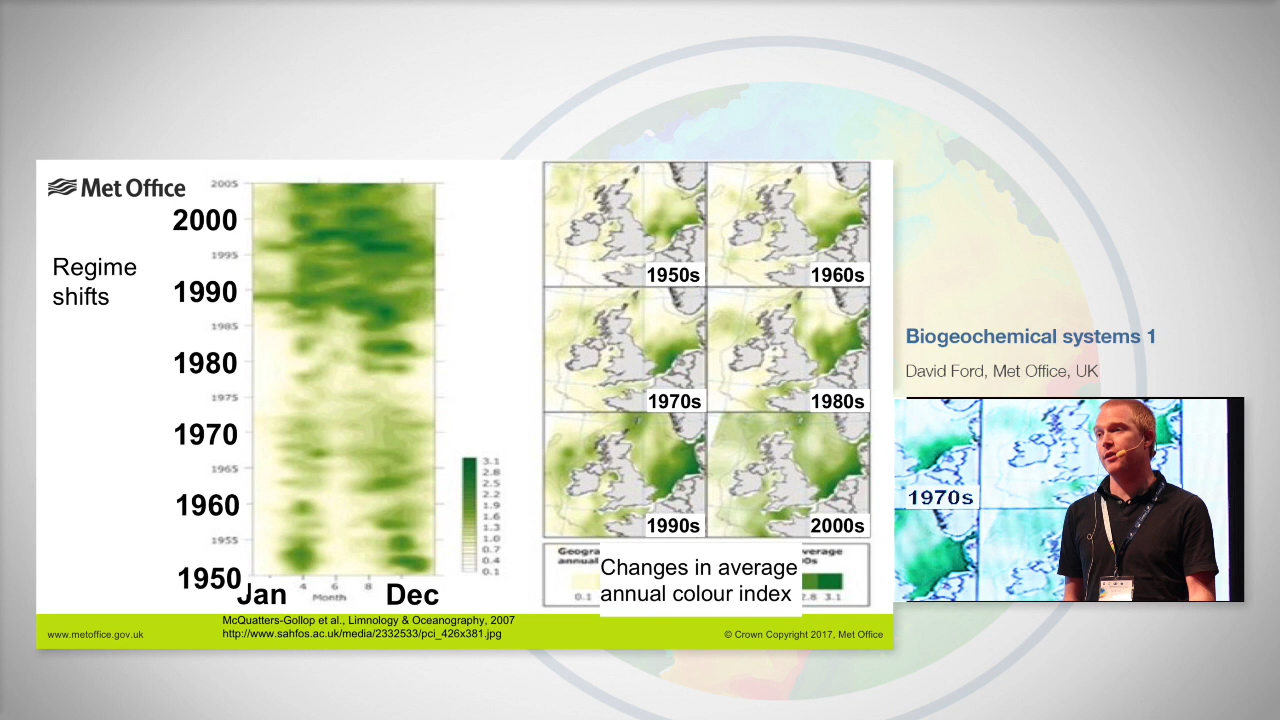 Met Office
Regime
shifts
2005
2000
1995
1990
1985
1980
1975
1970
1965
1960
1955
1950
Jan
4
6
8
Dec
Month
3.1
2.8
2.5
2.2
1.9
1.6
1.3
1.0
0.7
0.4
0.1
1950s
1960s
1970s
1980s
1990s
2000s
Changes in average
annual colour index
0.1
2.8 3.1
www.metoffice.gov.uk
McQuatters-Gollop et al., Limnology & Oceanography, 2007
http://www.sahfos.ac.uk/media/2332533/pci_426x381.jpg
© Crown Copyright 2017, Met Office
Biogeochemical systems 1
David Ford, Met Office, UK
1970s